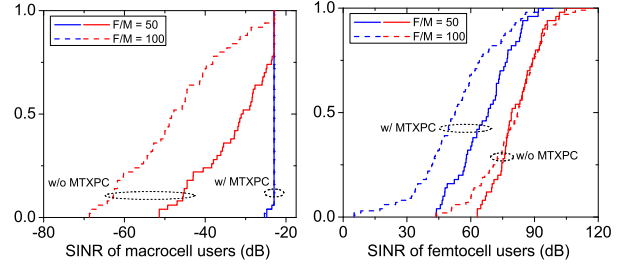 1.0
0.5
0.0
F/M = 50
F/M = 100
w/o MTXPC
w/ MTXPC
-80 -60 -40 -20
SINR of macrocell users (dB)
1.0
0.5
0.0
F/M = 50
F/M = 100
w/ MTXPC
w/o MTXPC
0 30 60 90 120
SINR of femtocell users (dB)